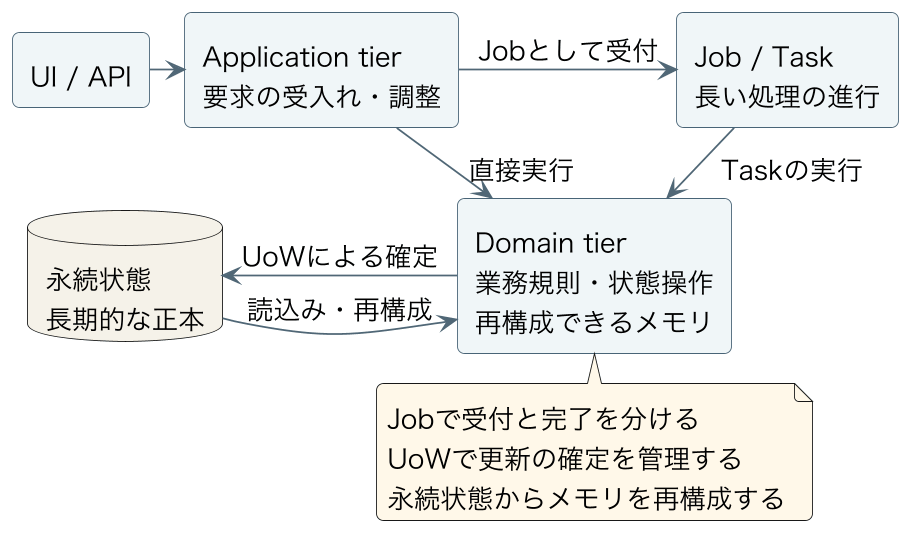 UI / API
Application tier
要求の受入れ・調整
Jobとして受付
Job / Task
長い処理の進行
直接実行
Taskの実行
永続状態
長期的な正本
UoWによる確定
読込み・再構成
Domain tier
業務規則・状態操作
再構成できるメモリ
Jobで受付と完了を分ける
UoWで更新の確定を管理する
永続状態からメモリを再構成する